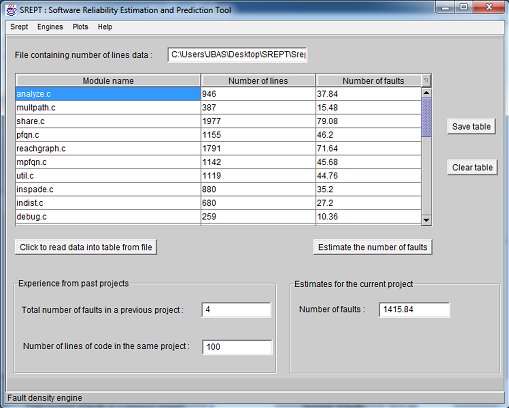 SREPT : Software Reliability Estimation and Prediction Tool
Srept Engines Plots Help
File containing number of lines data : C:\Users\JBAS\Desktop\SREPT\Srep
Module name Number of lines Number of faults
analyze.c 946 37.84
multpath.c 387 15.48
share.c 1977 79.08
pfqn.c 1155 46.2
reachgraph.c 1791 71.64
mpfqn.c 1142 45.68
util.c 1119 44.76
inspade.c 880 35.2
indist.c 680 27.2
debug.c 259 10.36
Save table
Clear table
Click to read data into table from file Estimate the number of faults
Experience from past projects
Total number of faults in a previous project : 4
Number of lines of code in the same project : 100
Estimates for the current project
Number of faults : 1415.84
Fault density engine